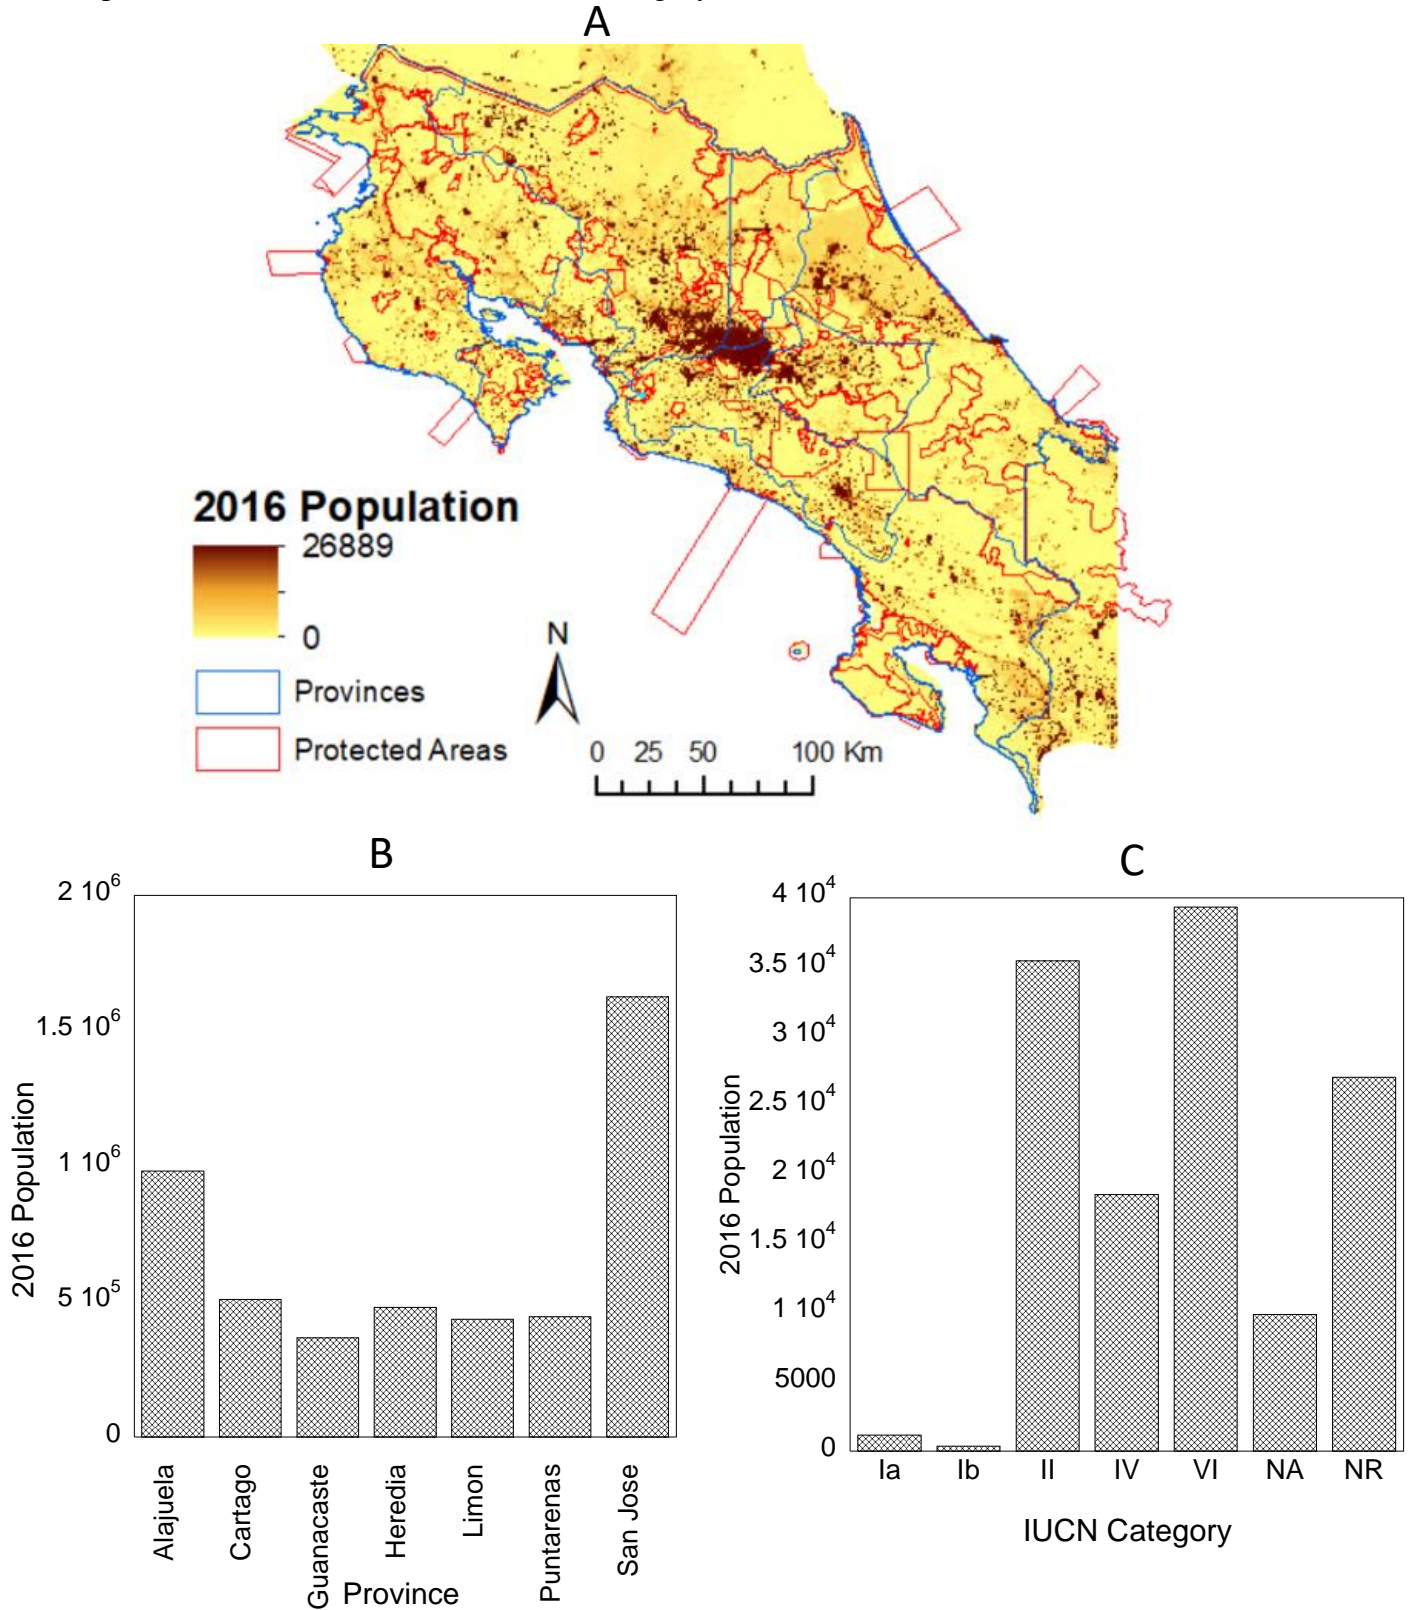 A
2016 Population
26889
0
Provinces
Protected Areas
N
0 25 50 100 Km
B
2 10^6
1.5 10^6
1 10^6
5 10^5
0
2016 Population
Alajuela
Cartago
Guanacaste
Heredia
Limon
Puntarenas
San Jose
Province
C
4 10^4
3.5 10^4
3 10^4
2.5 10^4
2 10^4
1.5 10^4
1 10^4
5000
0
2016 Population
Ia Ib II IV VI NA NR
IUCN Category